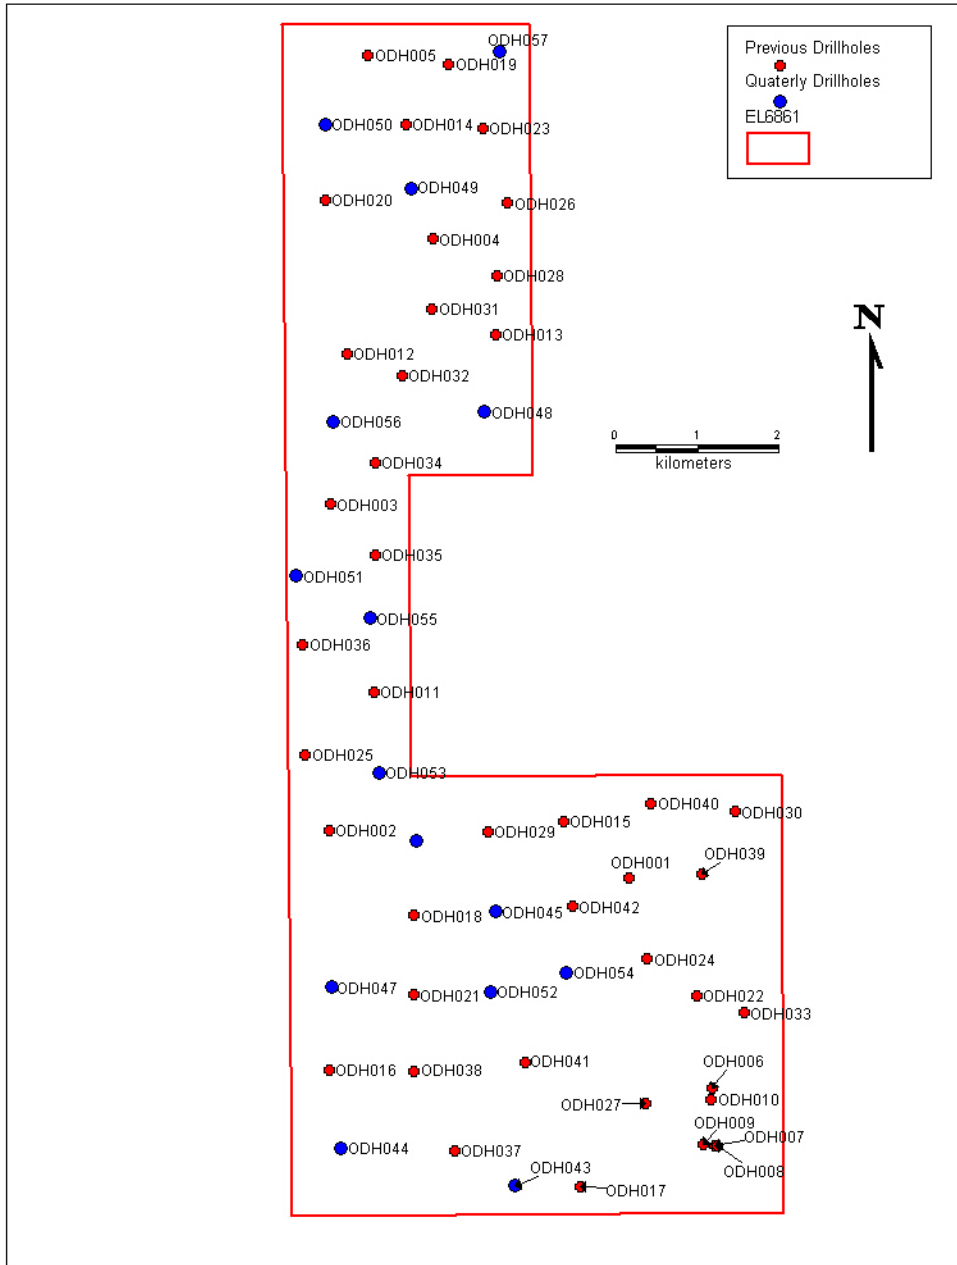 ODH057
ODH005
ODH019
Previous Drillholes
Quaterly Drillholes
EL6861
ODH050
ODH014
ODH023
ODH049
ODH020
ODH026
ODH004
ODH028
ODH031
ODH013
N
ODH012
ODH032
ODH048
ODH056
0 1 2
kilometers
ODH034
ODH003
ODH035
ODH051
ODH055
ODH036
ODH011
ODH025
ODH053
ODH040
ODH030
ODH015
ODH002
ODH029
ODH039
ODH001
ODH042
ODH045
ODH018
ODH024
ODH054
ODH047
ODH052
ODH021
ODH022
ODH033
ODH041
ODH006
ODH016
ODH038
ODH010
ODH027
ODH009
ODH007
ODH044
ODH037
ODH043
ODH008
ODH017